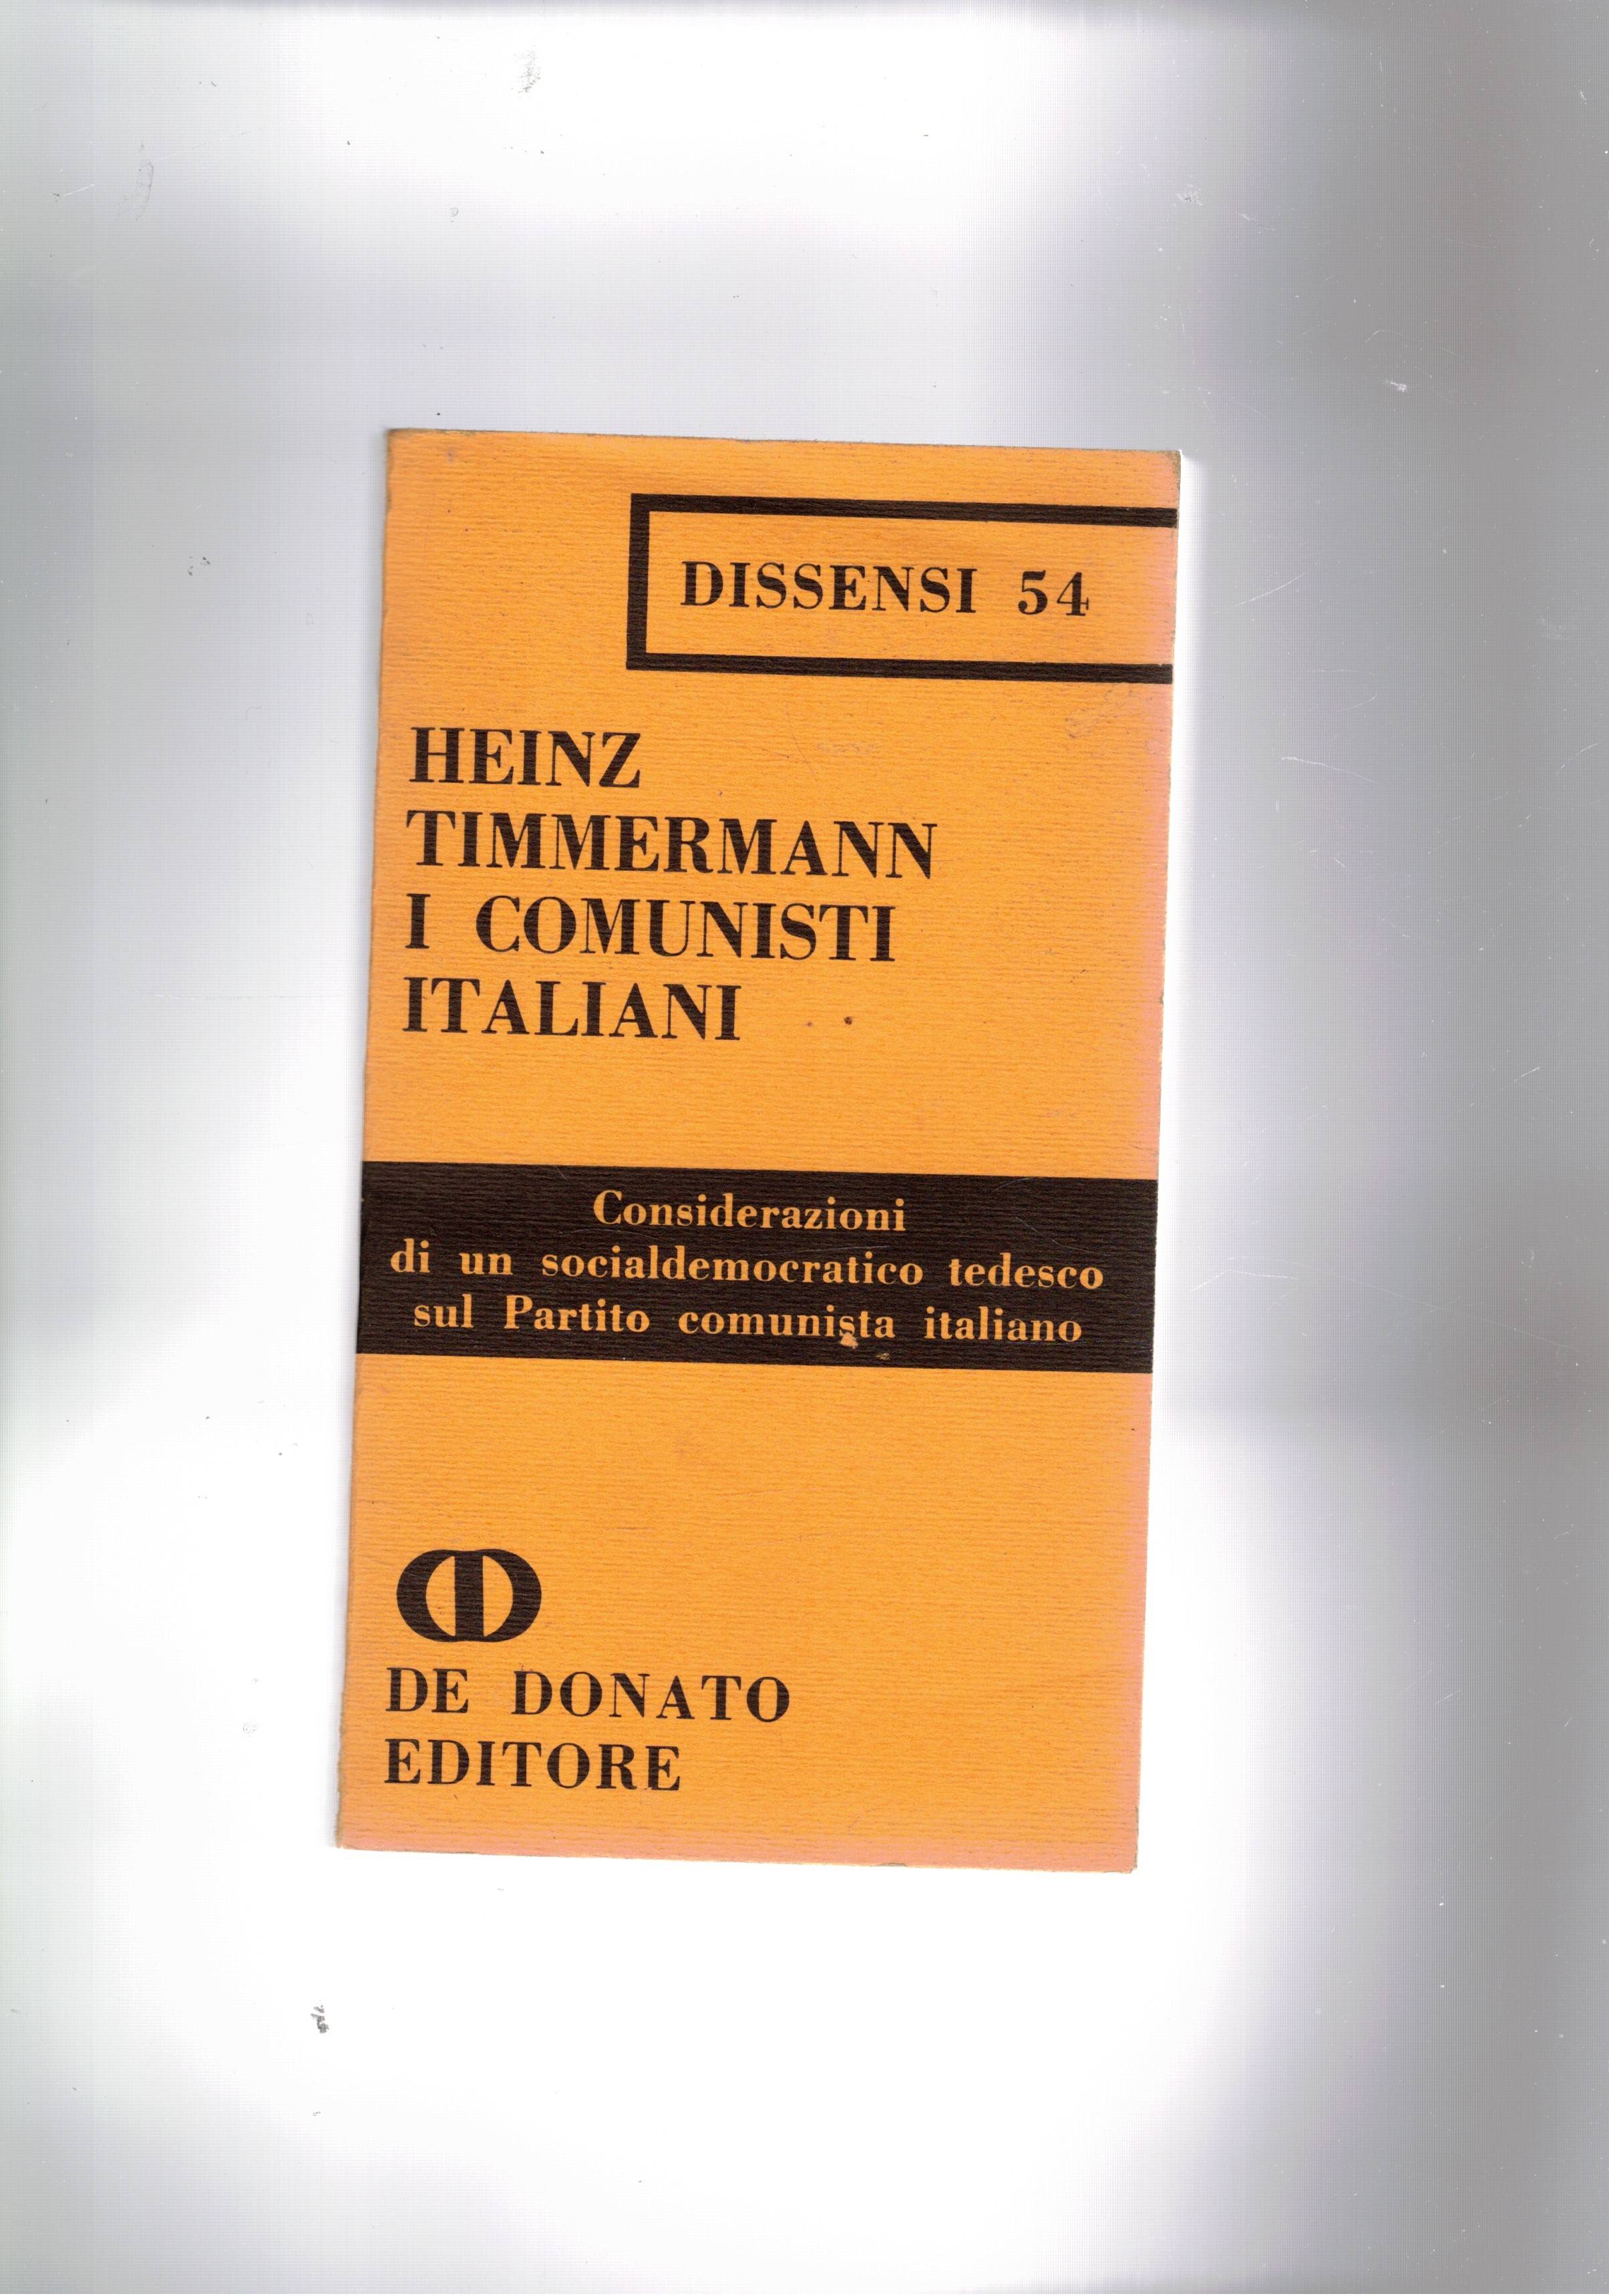 DISSENSI 54
HEINZ
TIMMERMANN
I COMUNISTI
ITALIANI
Considerazioni
di un socialdemocratico tedesco
sul Partito comunista italiano
DE DONATO
EDITORE